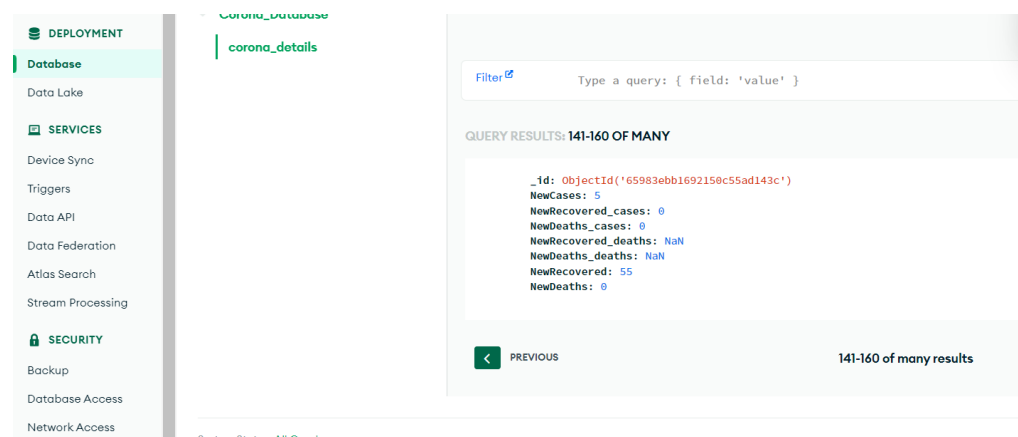 DEPLOYMENT
Database
Data Lake
SERVICES
Device Sync
Triggers
Data API
Data Federation
Atlas Search
Stream Processing
SECURITY
Backup
Database Access
Network Access
Corona_Database
corona_details
Filter
Type a query: { field: 'value' }
QUERY RESULTS: 141-160 OF MANY
_id: ObjectId('65983ebb1692150c55ad143c')
NewCases: 5
NewRecovered_cases: 0
NewDeaths_cases: 0
NewRecovered_deaths: NaN
NewDeaths_deaths: NaN
NewRecovered: 55
NewDeaths: 0
PREVIOUS
141-160 of many results